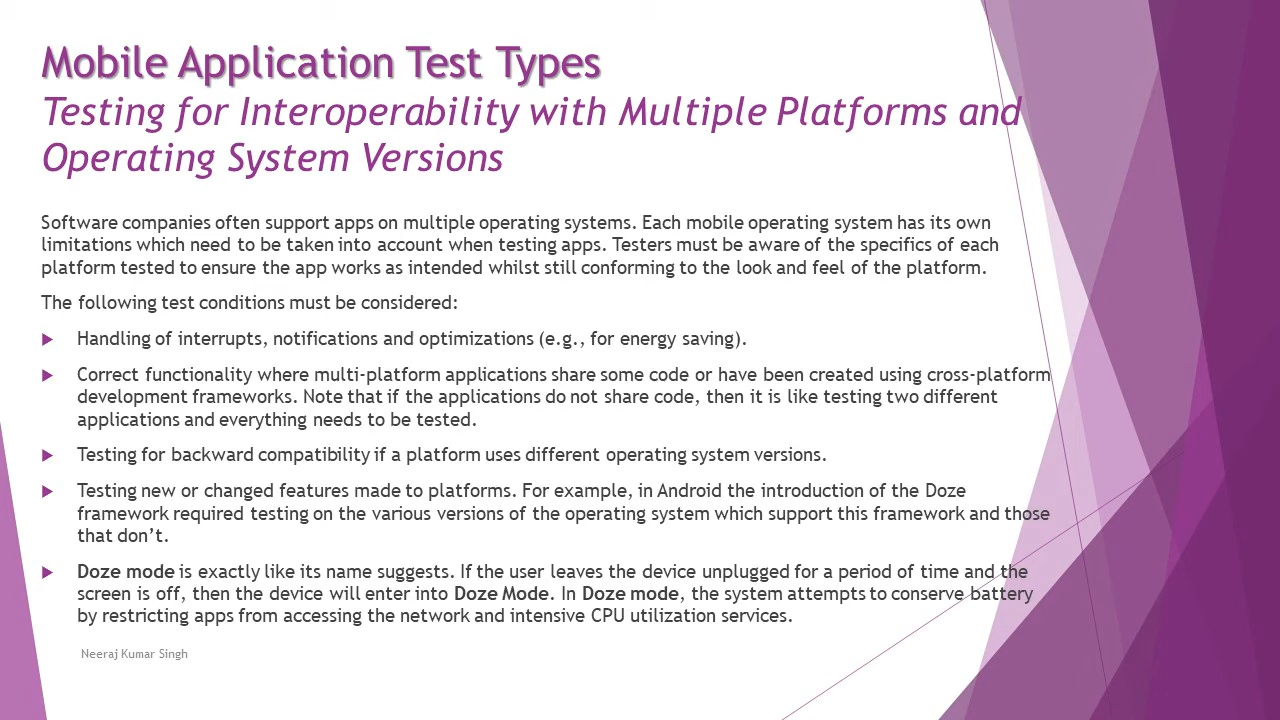 Mobile Application Test Types
Testing for Interoperability with Multiple Platforms and
Operating System Versions
Software companies often support apps on multiple operating systems. Each mobile operating system has its own
limitations which need to be taken into account when testing apps. Testers must be aware of the specifics of each
platform tested to ensure the app works as intended whilst still conforming to the look and feel of the platform.
The following test conditions must be considered:
Handling of interrupts, notifications and optimizations (e.g., for energy saving).
Correct functionality where multi-platform applications share some code or have been created using cross-platform
development frameworks. Note that if the applications do not share code, then it is like testing two different
applications and everything needs to be tested.
Testing for backward compatibility if a platform uses different operating system versions.
Testing new or changed features made to platforms. For example, in Android the introduction of the Doze
framework required testing on the various versions of the operating system which support this framework and those
that don’t.
Doze mode is exactly like its name suggests. If the user leaves the device unplugged for a period of time and the
screen is off, then the device will enter into Doze Mode. In Doze mode, the system attempts to conserve battery
by restricting apps from accessing the network and intensive CPU utilization services.
Neeraj Kumar Singh